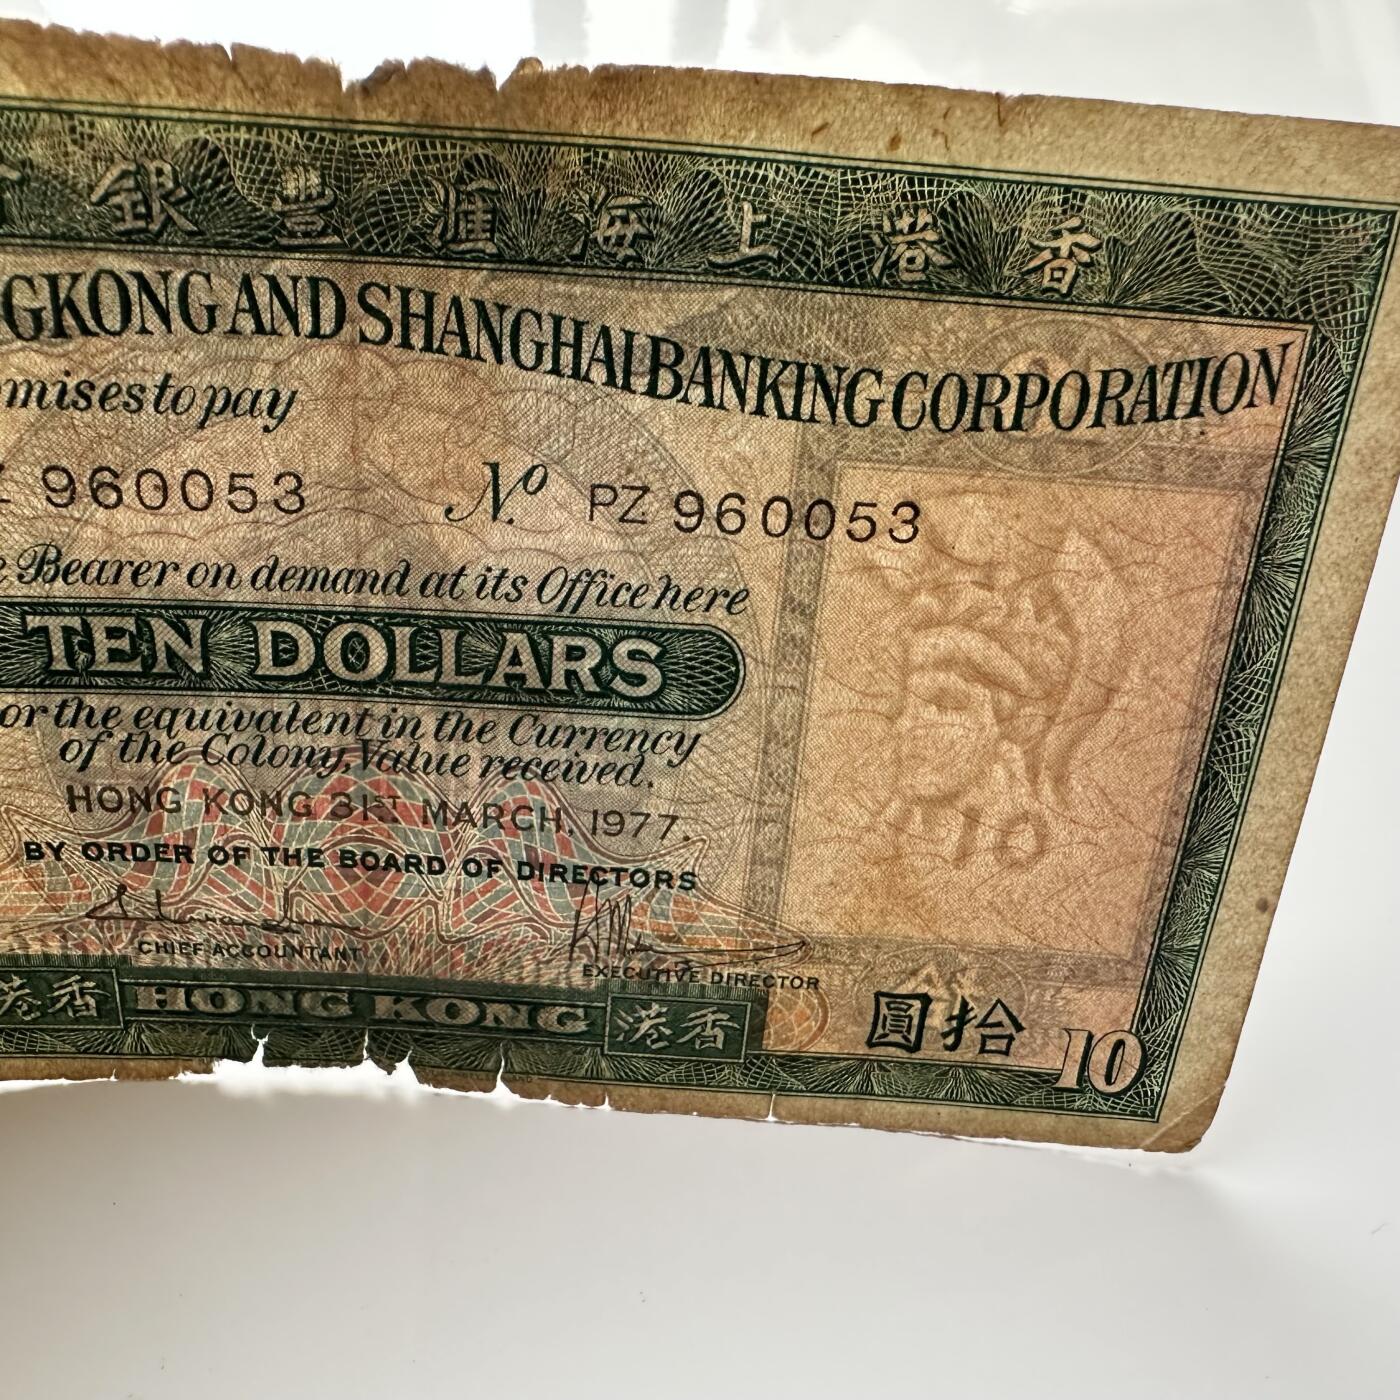 銀豐滙海上港香
GKONG AND SHANGHAI BANKING CORPORATION
mises to pay
960053 No PZ 960053
Bearer on demand at its Office here
TEN DOLLARS
or the equivalent in the Currency
of the Colony, Value received.
HONG KONG 31ST MARCH, 1977.
BY ORDER OF THE BOARD OF DIRECTORS
CHIEF ACCOUNTANT
EXECUTIVE DIRECTOR
港香 HONG KONG 港香
圓拾
10